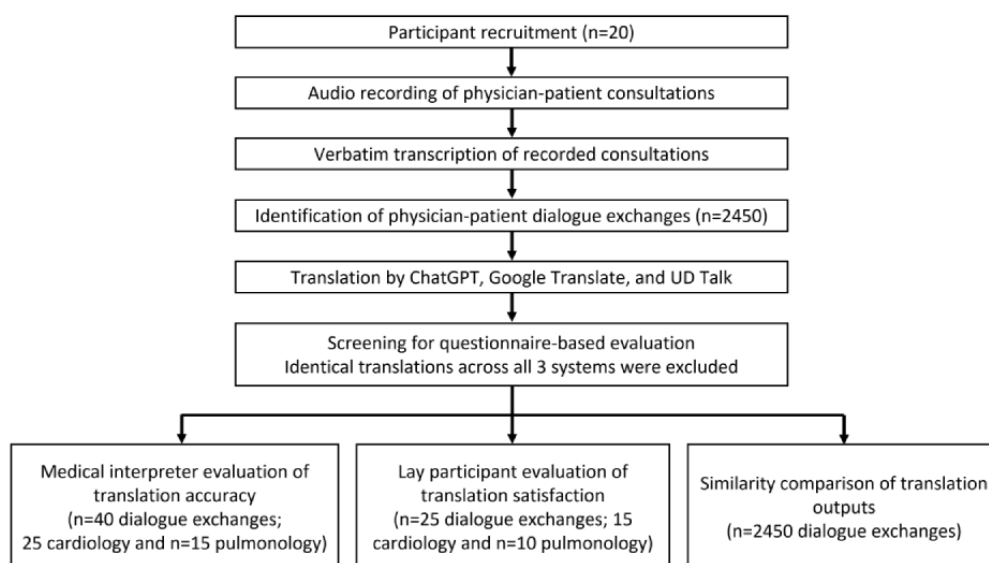 Participant recruitment (n=20)
Audio recording of physician-patient consultations
Verbatim transcription of recorded consultations
Identification of physician-patient dialogue exchanges (n=2450)
Translation by ChatGPT, Google Translate, and UD Talk
Screening for questionnaire-based evaluation
Identical translations across all 3 systems were excluded
Medical interpreter evaluation of
translation accuracy
(n=40 dialogue exchanges;
25 cardiology and n=15 pulmonology)
Lay participant evaluation of
translation satisfaction
(n=25 dialogue exchanges; 15
cardiology and n=10 pulmonology)
Similarity comparison of translation
outputs
(n=2450 dialogue exchanges)